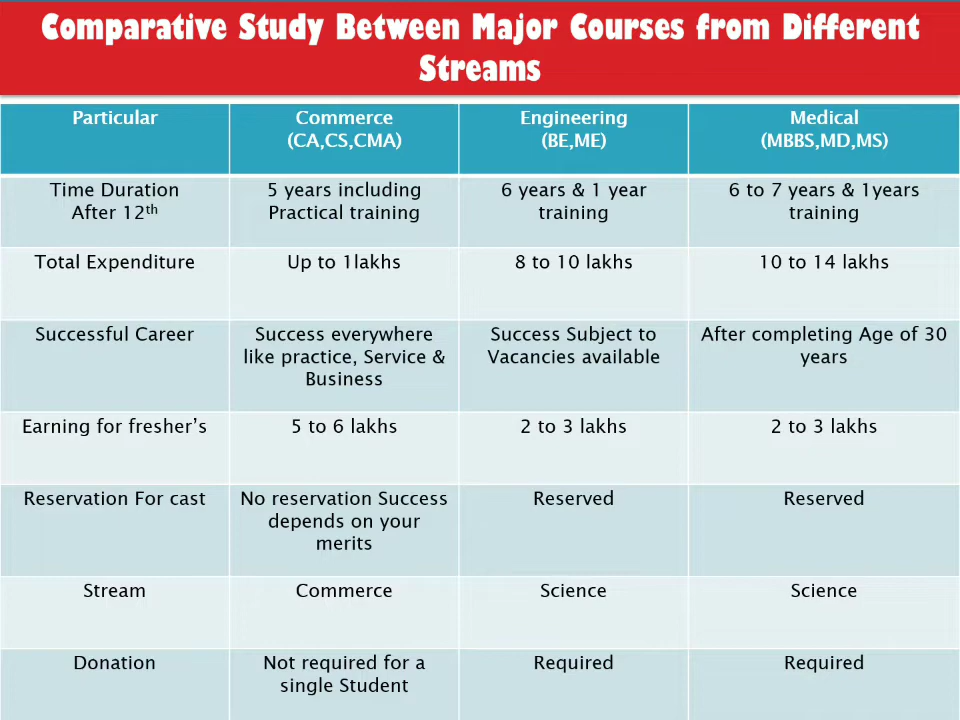 Comparative Study Between Major Courses from Different
Streams
Particular
Commerce
(CA,CS,CMA)
Engineering
(BE,ME)
Medical
(MBBS,MD,MS)
Time Duration
After 12th
5 years including
Practical training
6 years & 1 year
training
6 to 7 years & 1years
training
Total Expenditure
Up to 1lakhs
8 to 10 lakhs
10 to 14 lakhs
Successful Career
Success everywhere
like practice, Service &
Business
Success Subject to
Vacancies available
After completing Age of 30
years
Earning for fresher’s
5 to 6 lakhs
2 to 3 lakhs
2 to 3 lakhs
Reservation For cast
No reservation Success
depends on your
merits
Reserved
Reserved
Stream
Commerce
Science
Science
Donation
Not required for a
single Student
Required
Required